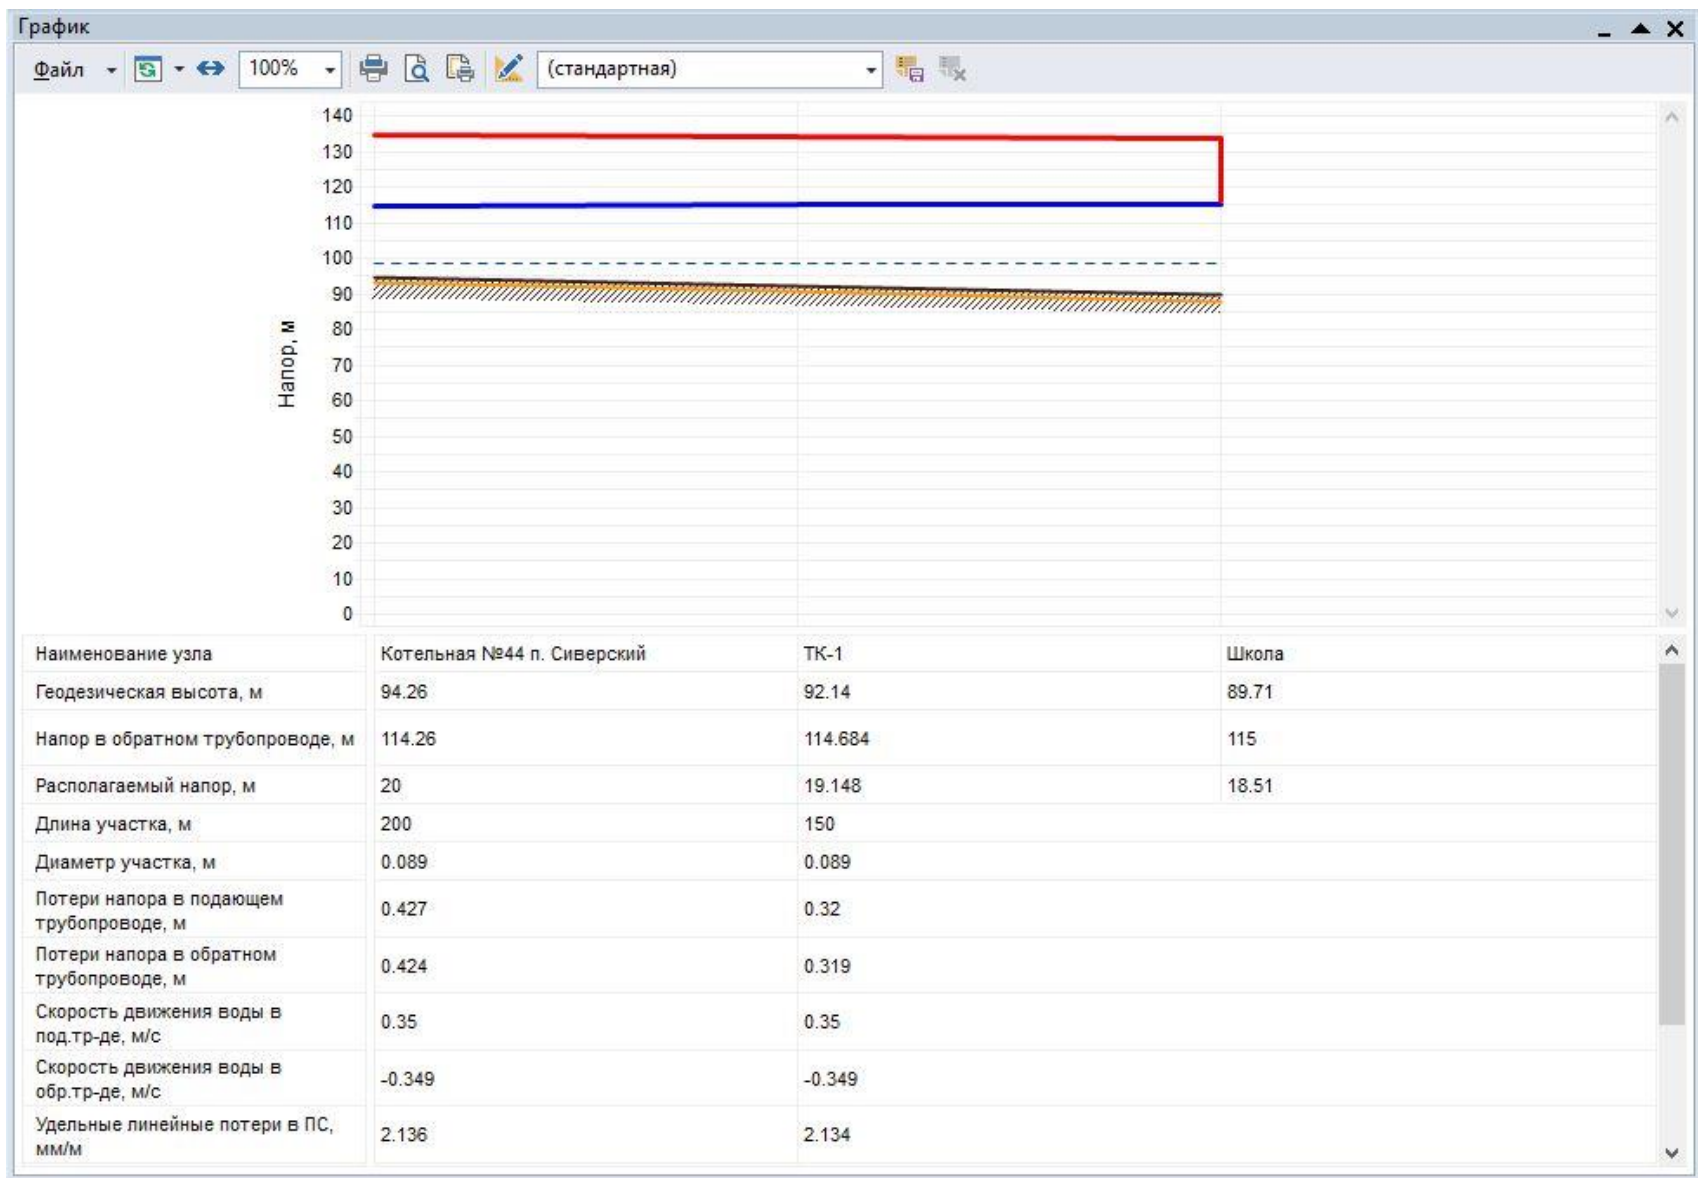 График
Файл 100% (стандартная)
140
130
120
110
100
90
80
70
60
50
40
30
20
10
0
Напор, м
Наименование узла Котельная №44 п. Сиверский ТК-1 Школа
Геодезическая высота, м 94.26 92.14 89.71
Напор в обратном трубопроводе, м 114.26 114.684 115
Располагаемый напор, м 20 19.148 18.51
Длина участка, м 200 150
Диаметр участка, м 0.089 0.089
Потери напора в подающем
трубопроводе, м 0.427 0.32
Потери напора в обратном
трубопроводе, м 0.424 0.319
Скорость движения воды в
под.тр-де, м/с 0.35 0.35
Скорость движения воды в
обр.тр-де, м/с -0.349 -0.349
Удельные линейные потери в ПС,
мм/м 2.136 2.134